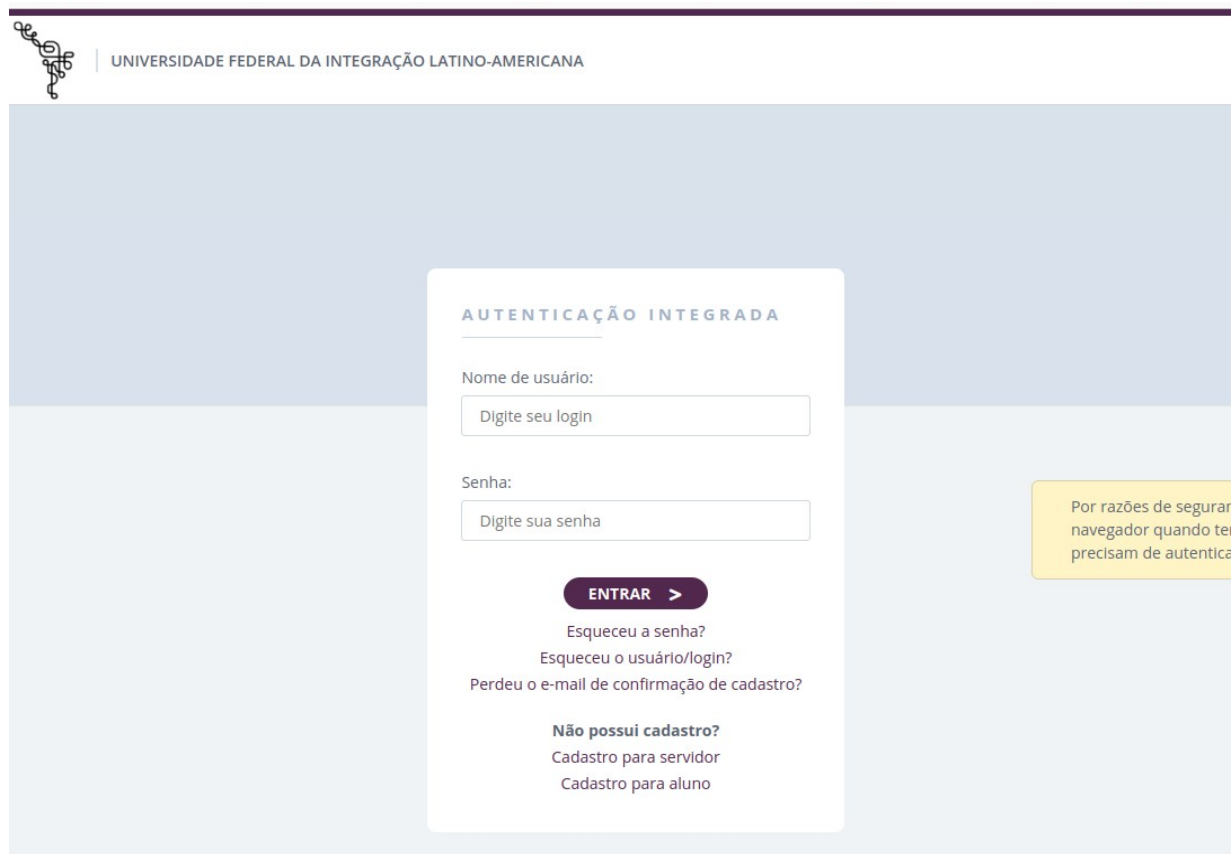 UNIVERSIDADE FEDERAL DA INTEGRAÇÃO LATINO-AMERICANA
AUTENTICAÇÃO INTEGRADA
Nome de usuário:
Digite seu login
Senha:
Digite sua senha
ENTRAR >
Esqueceu a senha?
Esqueceu o usuário/login?
Perdeu o e-mail de confirmação de cadastro?
Não possui cadastro?
Cadastro para servidor
Cadastro para aluno
Por razões de
navegador quando
precisam de